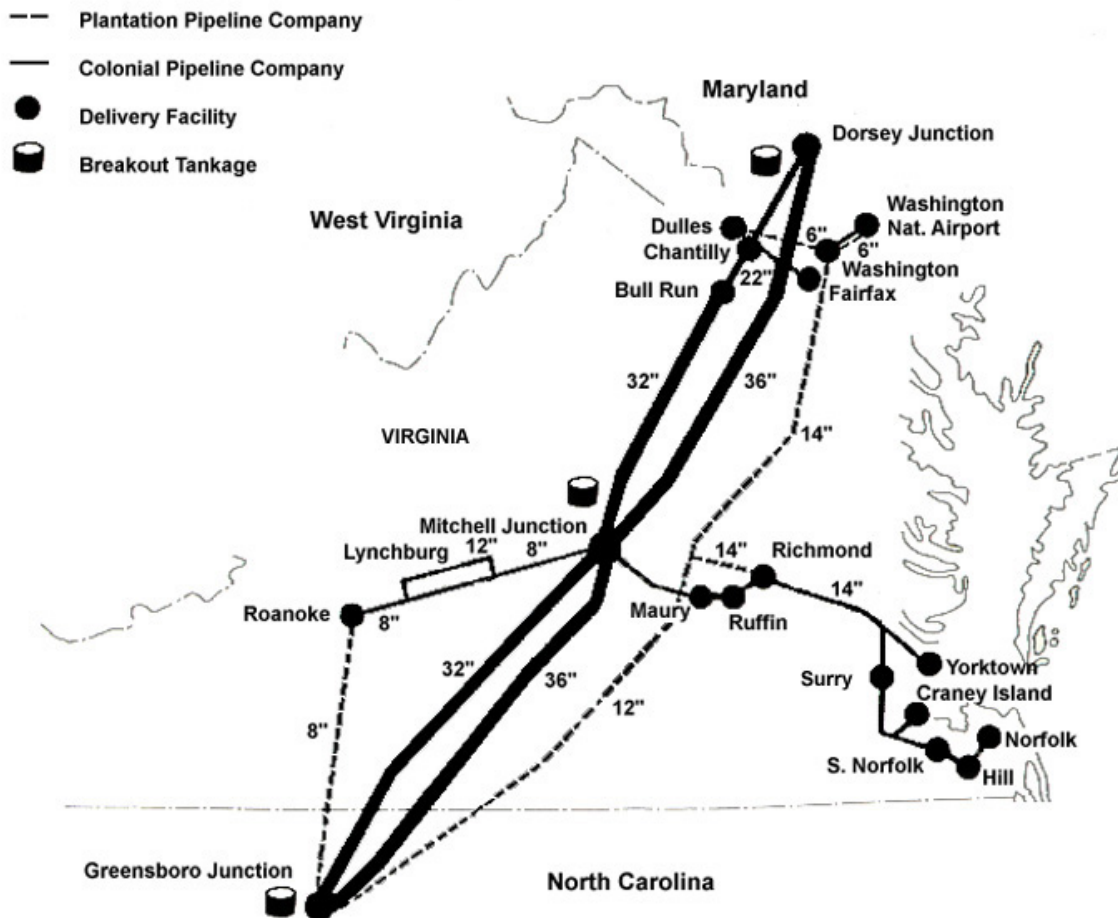 Plantation Pipeline Company
Colonial Pipeline Company
Delivery Facility
Breakout Tankage
Maryland
Dorsey Junction
West Virginia
Dulles
Chantilly
6"
Washington
Nat. Airport
6"
22"
Washington
Bull Run
Fairfax
32"
36"
VIRGINIA
14"
Mitchell Junction
Lynchburg
12"
8"
14"
Richmond
Roanoke
8"
Maury
Ruffin
14"
32"
36"
12"
Surry
Yorktown
Craney Island
8"
S. Norfolk
Norfolk
Hill
Greensboro Junction
North Carolina